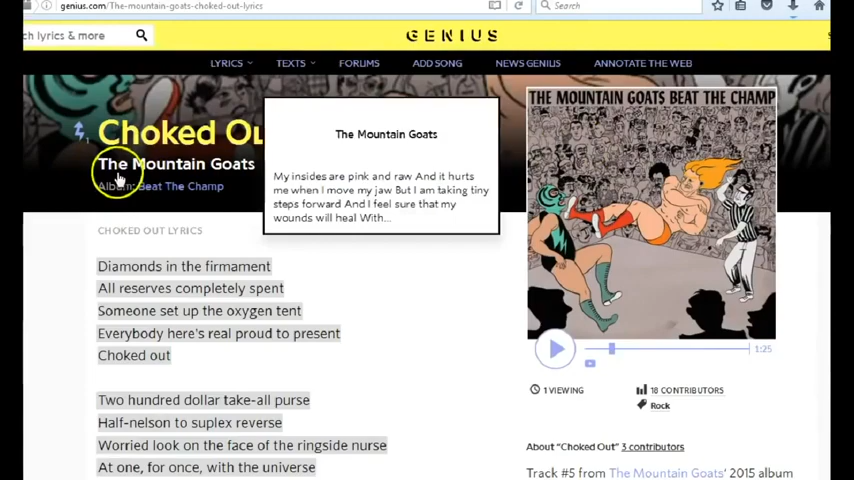 genius.com/The-mountain-goats-choked-out-lyrics
Search
ch lyrics & more
GENIUS
LYRICS
TEXTS
FORUMS
ADD SONG
NEWS GENIUS
ANNOTATE THE WEB
1
Choked
The Mountain Goats
Album: Beat The Champ
The Mountain Goats
My insides are pink and raw And it hurts
me when I move my jaw But I am taking tiny
steps forward And I feel sure that my
wounds will heal With...
THE MOUNTAIN GOATS BEAT THE CHAMP
CHOKED OUT LYRICS
Diamonds in the firmament
All reserves completely spent
Someone set up the oxygen tent
Everybody here's real proud to present
Choked out
Two hundred dollar take-all purse
Half-nelson to suplex reverse
Worried look on the face of the ringside nurse
At one, for once, with the universe
1:25
1 VIEWING
18 CONTRIBUTORS
Rock
About "Choked Out" 3 contributors
Track #5 from The Mountain Goats' 2015 album